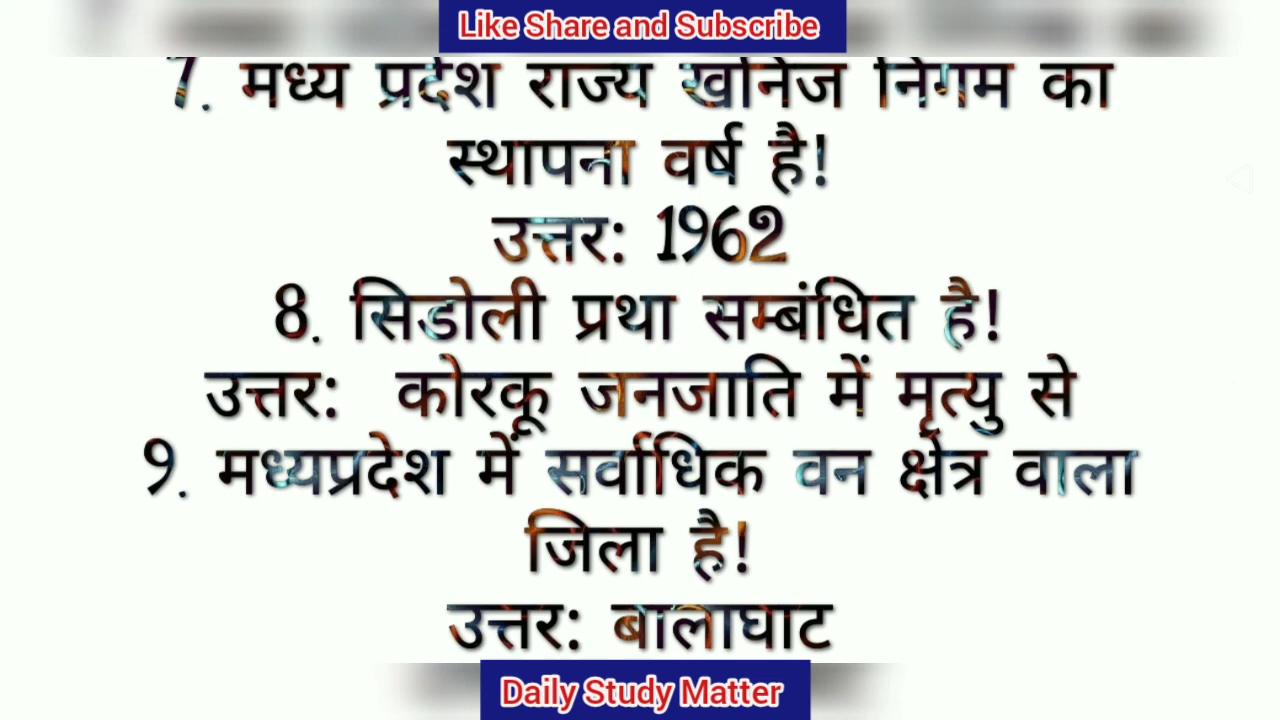 Like Share and Subscribe
7. मध्य प्रदेश राज्य खनिज निगम का
स्थापना वर्ष है!
उत्तर: 1962
8. सिडोली प्रथा सम्बंधित है!
उत्तर: कोरकू जनजाति में मृत्यु से
9. मध्यप्रदेश में सर्वाधिक वन क्षेत्र वाला
जिला है!
उत्तर: बालाघाट
Daily Study Matter